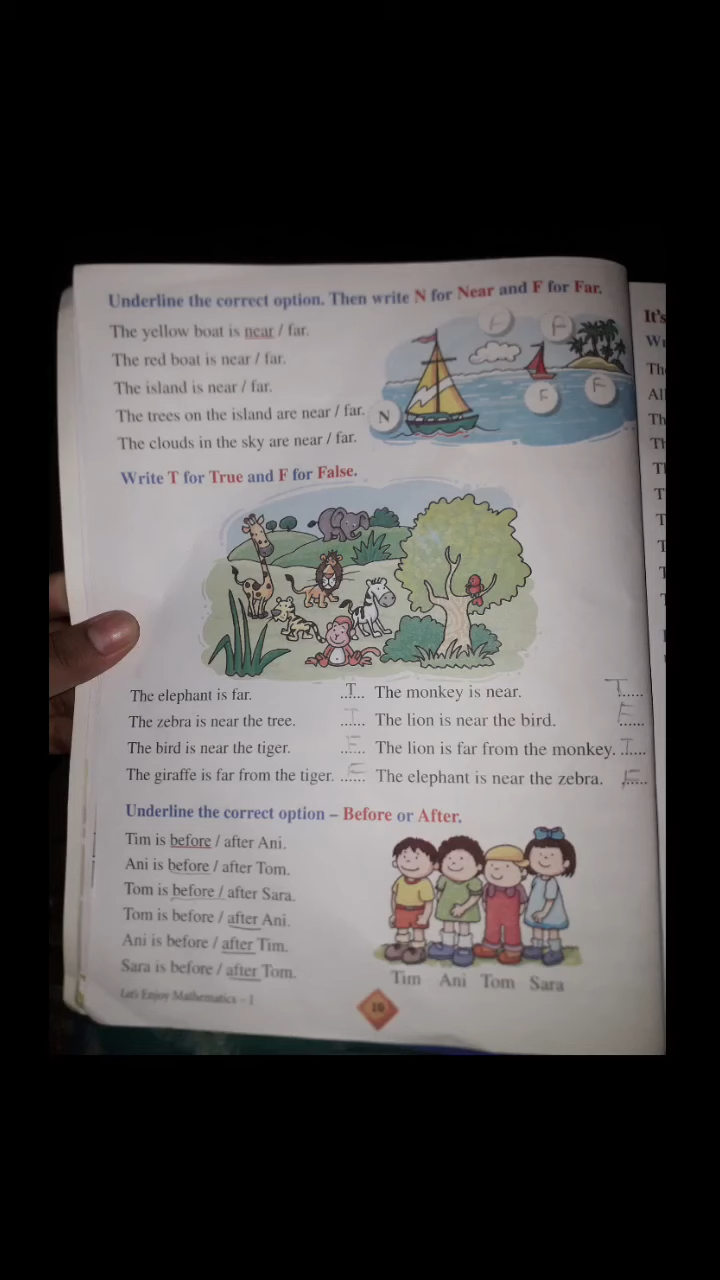 Underline the correct option. Then write N for Near and F for Far.
The yellow boat is near / far.
The red boat is near / far.
The island is near / far.
The trees on the island are near / far.
The clouds in the sky are near / far.
F
F
F
F
N
Write T for True and F for False.
The elephant is far. ..T...
The monkey is near. T......
The zebra is near the tree. ..T....
The lion is near the bird. F......
The bird is near the tiger. ..F....
The lion is far from the monkey. ..T....
The giraffe is far from the tiger. ..F....
The elephant is near the zebra. ..F....
Underline the correct option – Before or After.
Tim is before / after Ani.
Ani is before / after Tom.
Tom is before / after Sara.
Tom is before / after Ani.
Ani is before / after Tim.
Sara is before / after Tom.
Tim Ani Tom Sara
Let's Enjoy Mathematics – 1
10
It's
Th
All
Th
Th